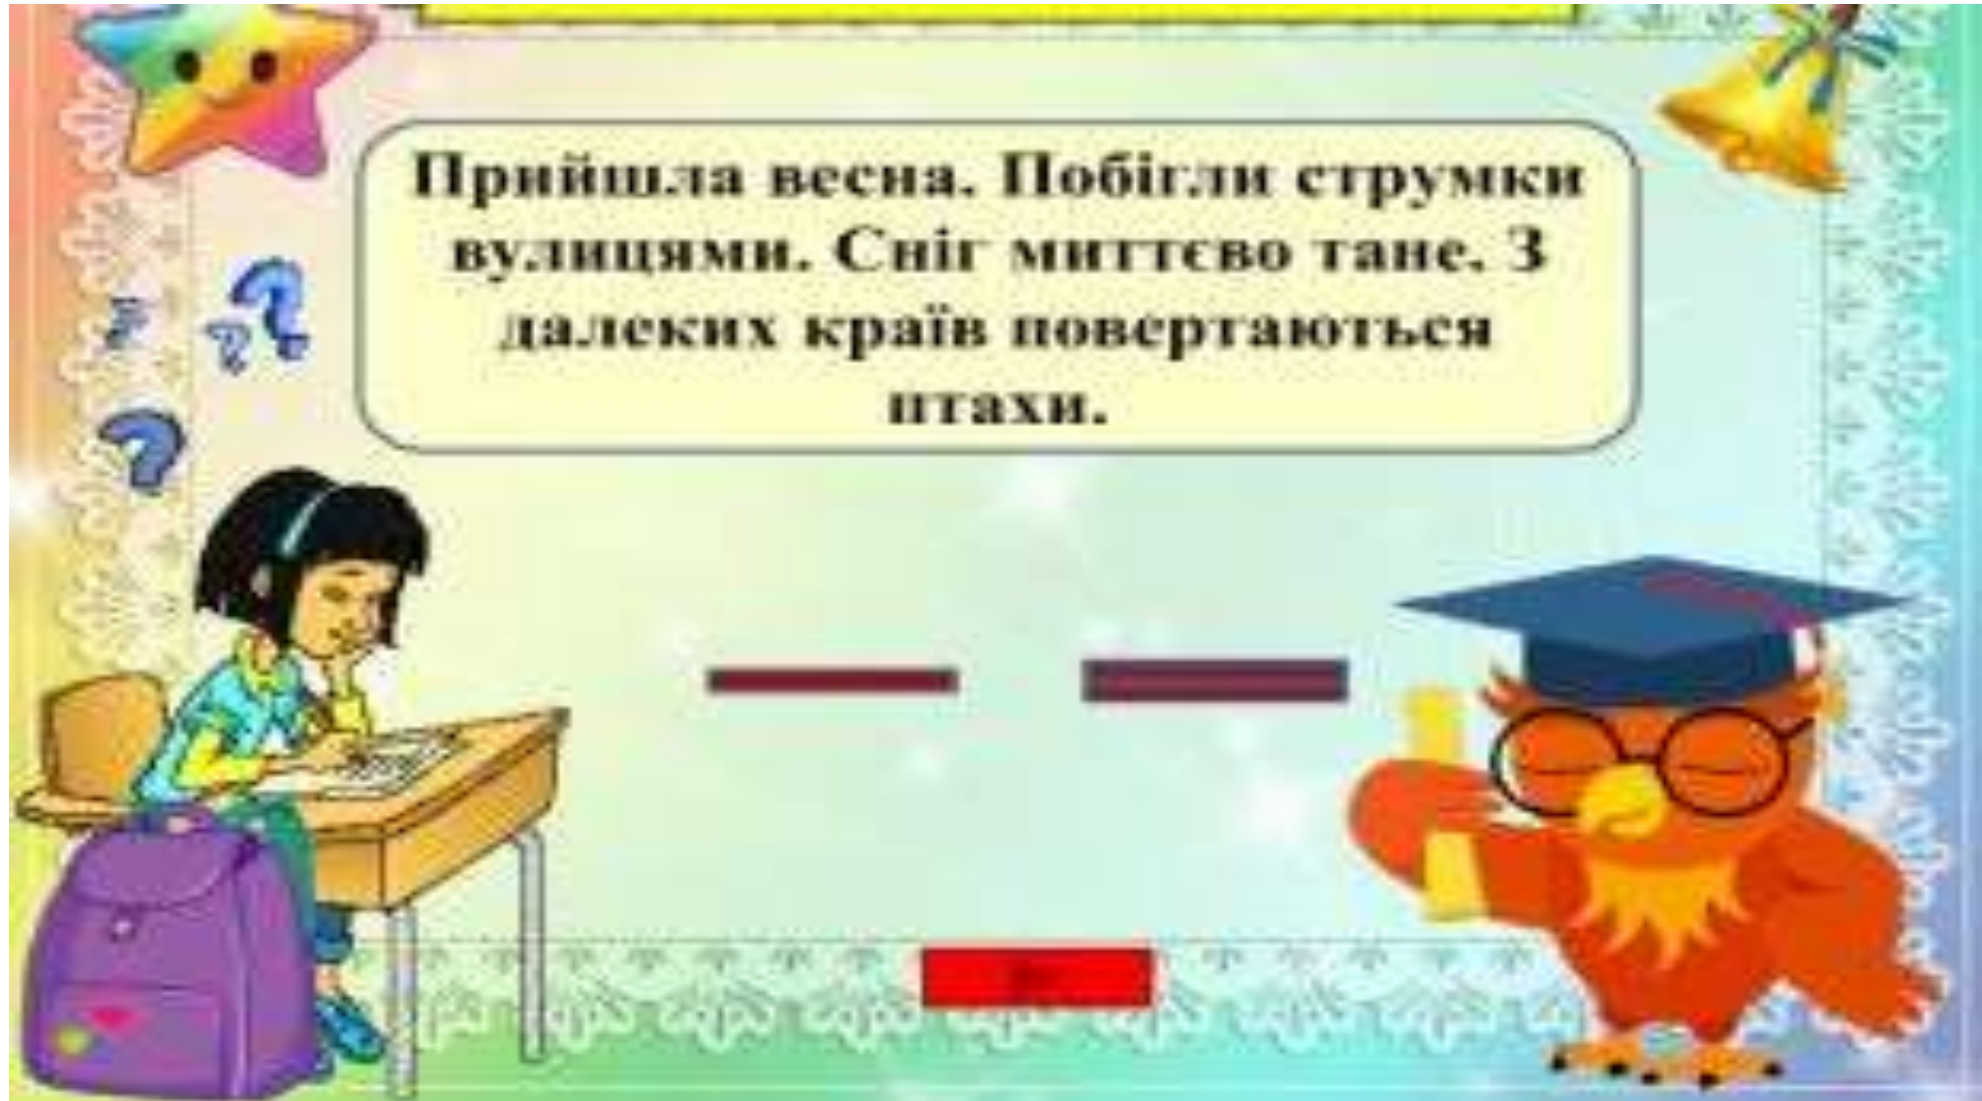 Прийшла весна. Побігли струмки
вулицями. Сніг миттєво тане. З
далеких країв повертаються
птахи.